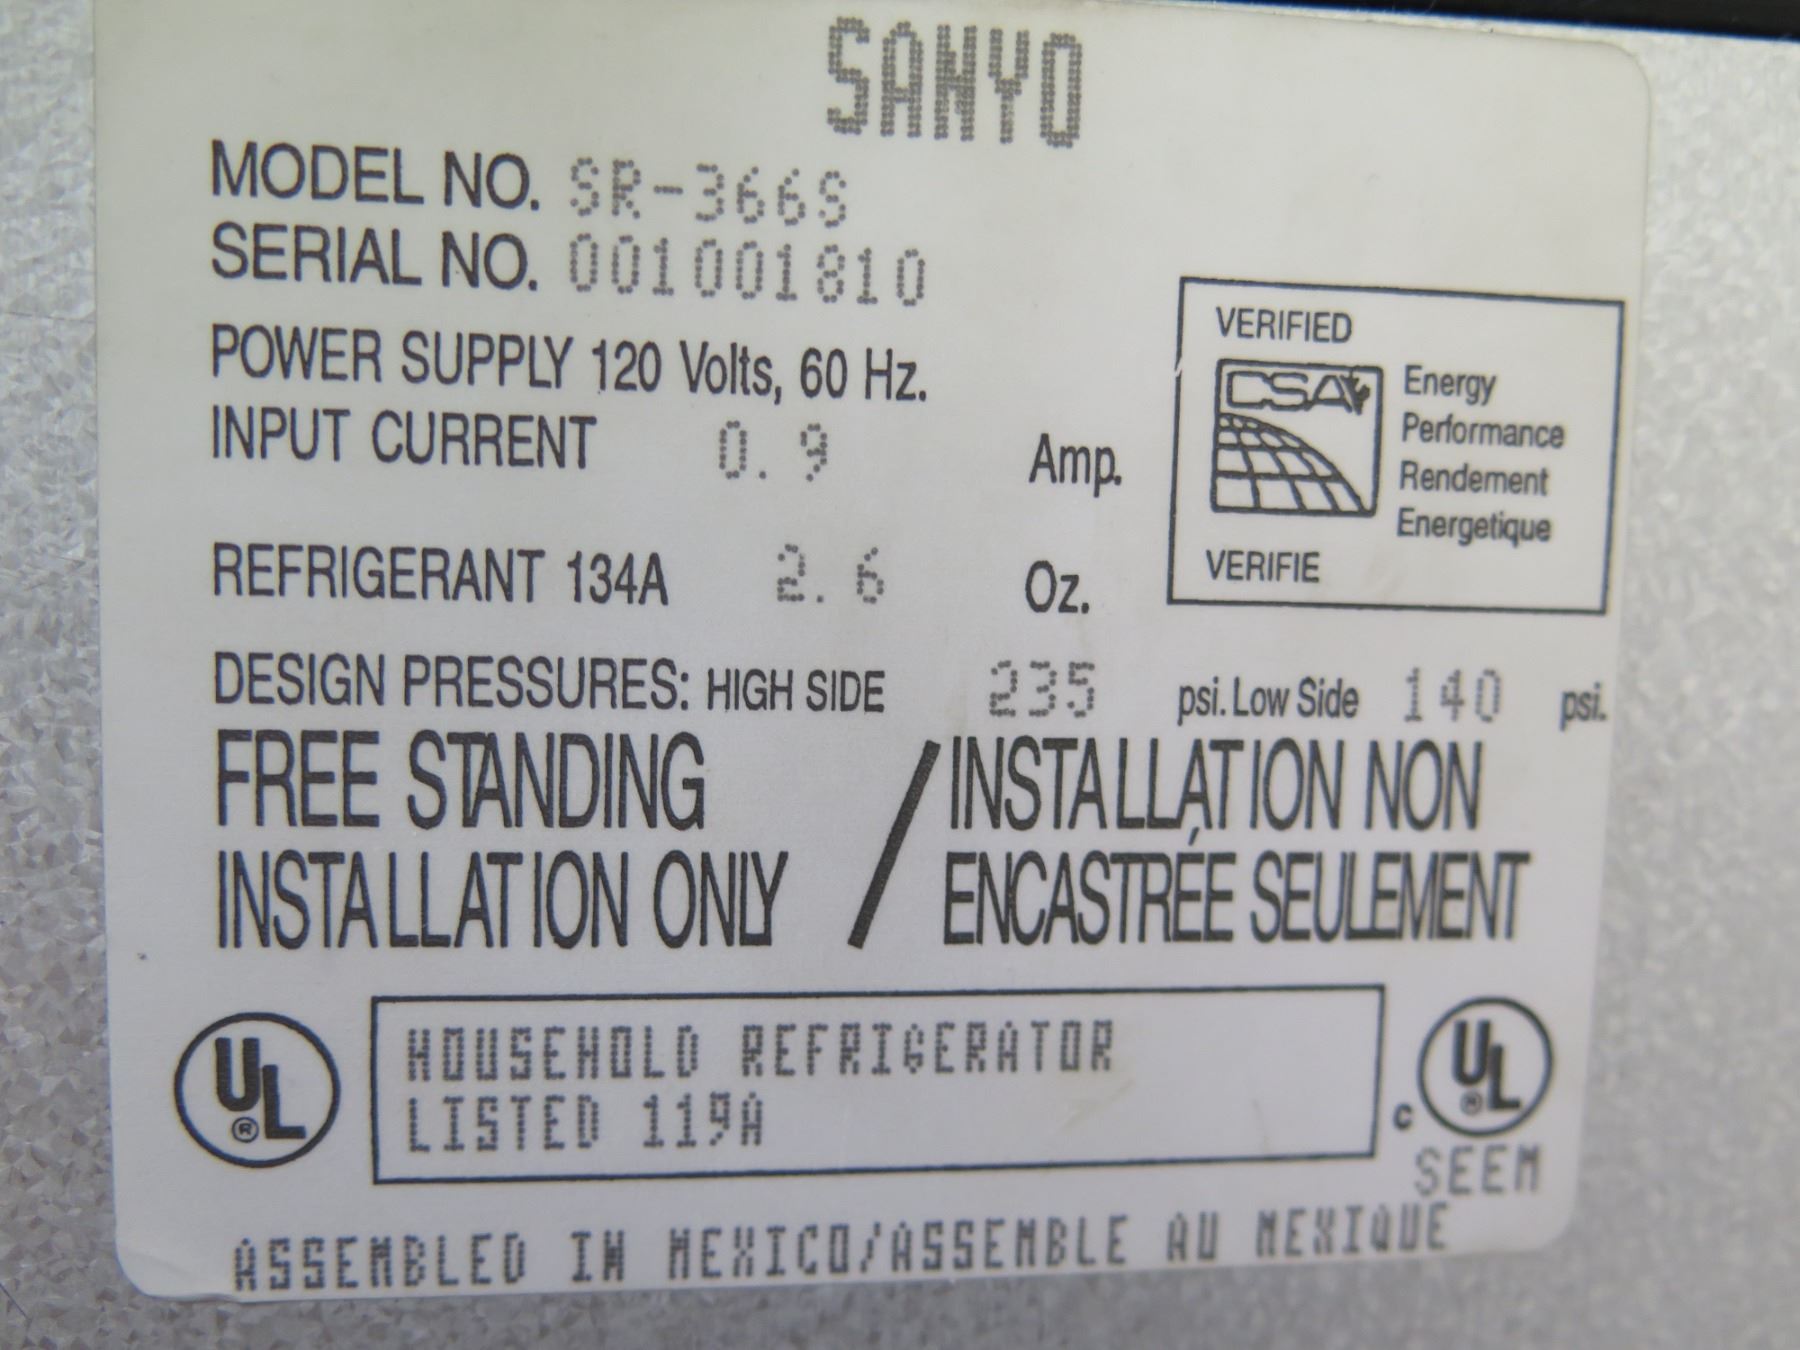 SANYO
MODEL NO. SR-366S
SERIAL NO. 001001810
POWER SUPPLY 120 Volts, 60 Hz.
INPUT CURRENT 0.9 Amp.
REFRIGERANT 134A 2.6 Oz.
VERIFIED
CSA
Energy
Performance
Rendement
Energetique
VERIFIE
DESIGN PRESSURES: HIGH SIDE 235 psi. Low Side 140 psi.
FREE STANDING
INSTALLATION ONLY
/
INSTALLATION NON
ENCASTRÉE SEULEMENT
UL ®
HOUSEHOLD REFRIGERATOR
LISTED 119A
c UL ®
SEEM
ASSEMBLED IN MEXICO/ASSEMBLE AU MEXIQUE